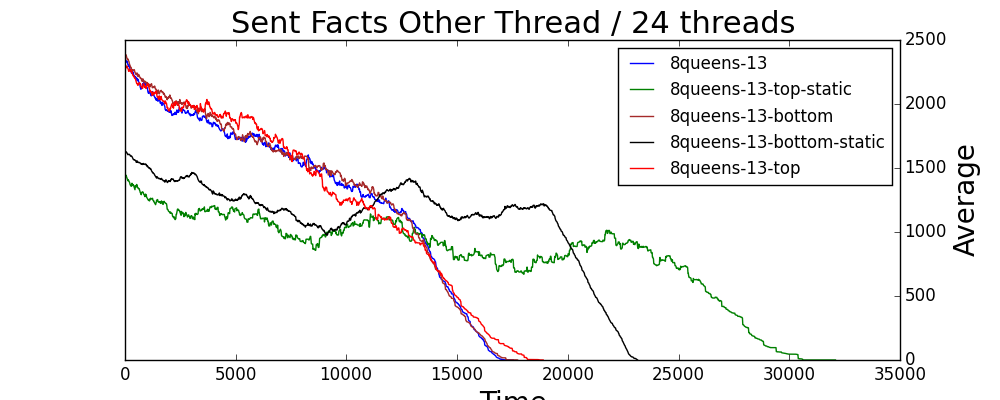 Sent Facts Other Thread / 24 threads
8queens-13
8queens-13-top-static
8queens-13-bottom
8queens-13-bottom-static
8queens-13-top
2500
2000
1500
1000
500
0
Average
0 5000 10000 15000 20000 25000 30000 35000
Time